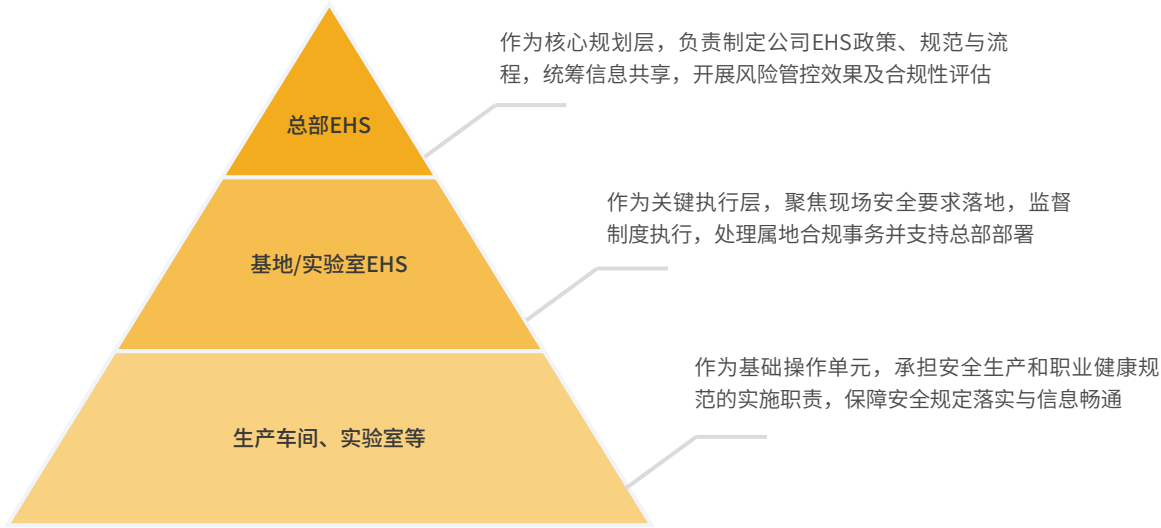 作为核心规划层，负责制定公司EHS政策、规范与流
程，统筹信息共享，开展风险管控效果及合规性评估
总部EHS
作为关键执行层，聚焦现场安全要求落地，监督
制度执行，处理属地合规事务并支持总部部署
基地/实验室EHS
作为基础操作单元，承担安全生产和职业健康规
范的实施职责，保障安全规定落实与信息畅通
生产车间、实验室等